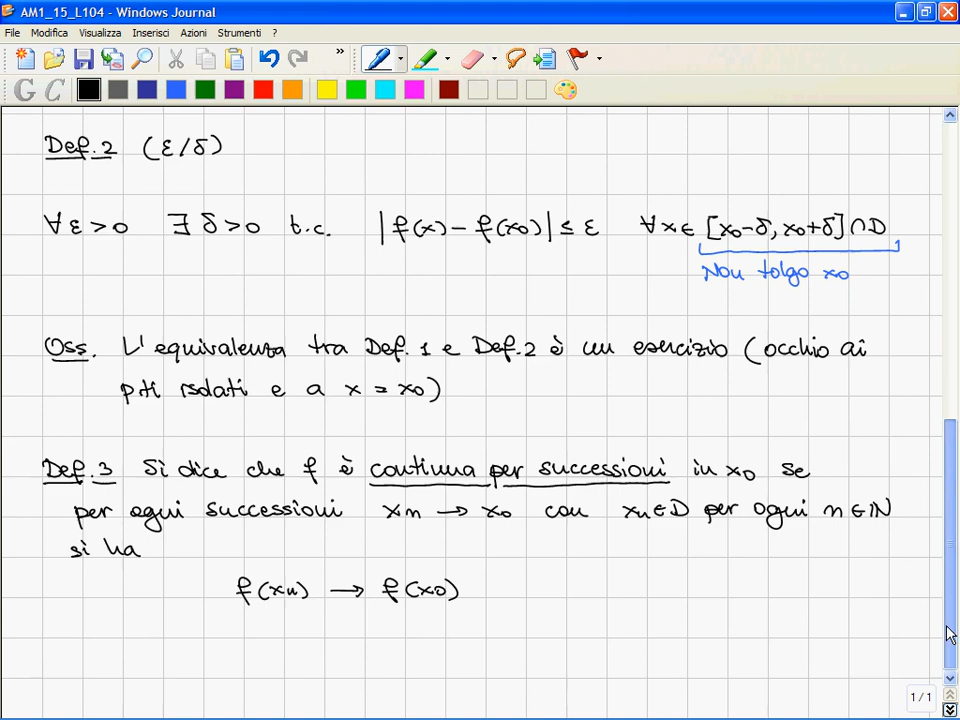 AM1_15_L104 - Windows Journal
File Modifica Visualizza Inserisci Azioni Strumenti ?
»
G C
Def. 2 (ε/δ)
∀ε>0 ∃δ>0 t.c. |f(x)-f(x0)|≤ε ∀x∈[x0-δ, x0+δ]∩D
Non tolgo x0
Oss. L'equivalenza tra Def. 1 e Def. 2 è un esercizio (occhio ai
p.ti isolati e a x = x0)
Def. 3 Si dice che f è continua per successioni in x0 se
per ogni successioni xn → x0 con xn∈D per ogni n∈ℕ
si ha
f(xn) → f(x0)
1 / 1